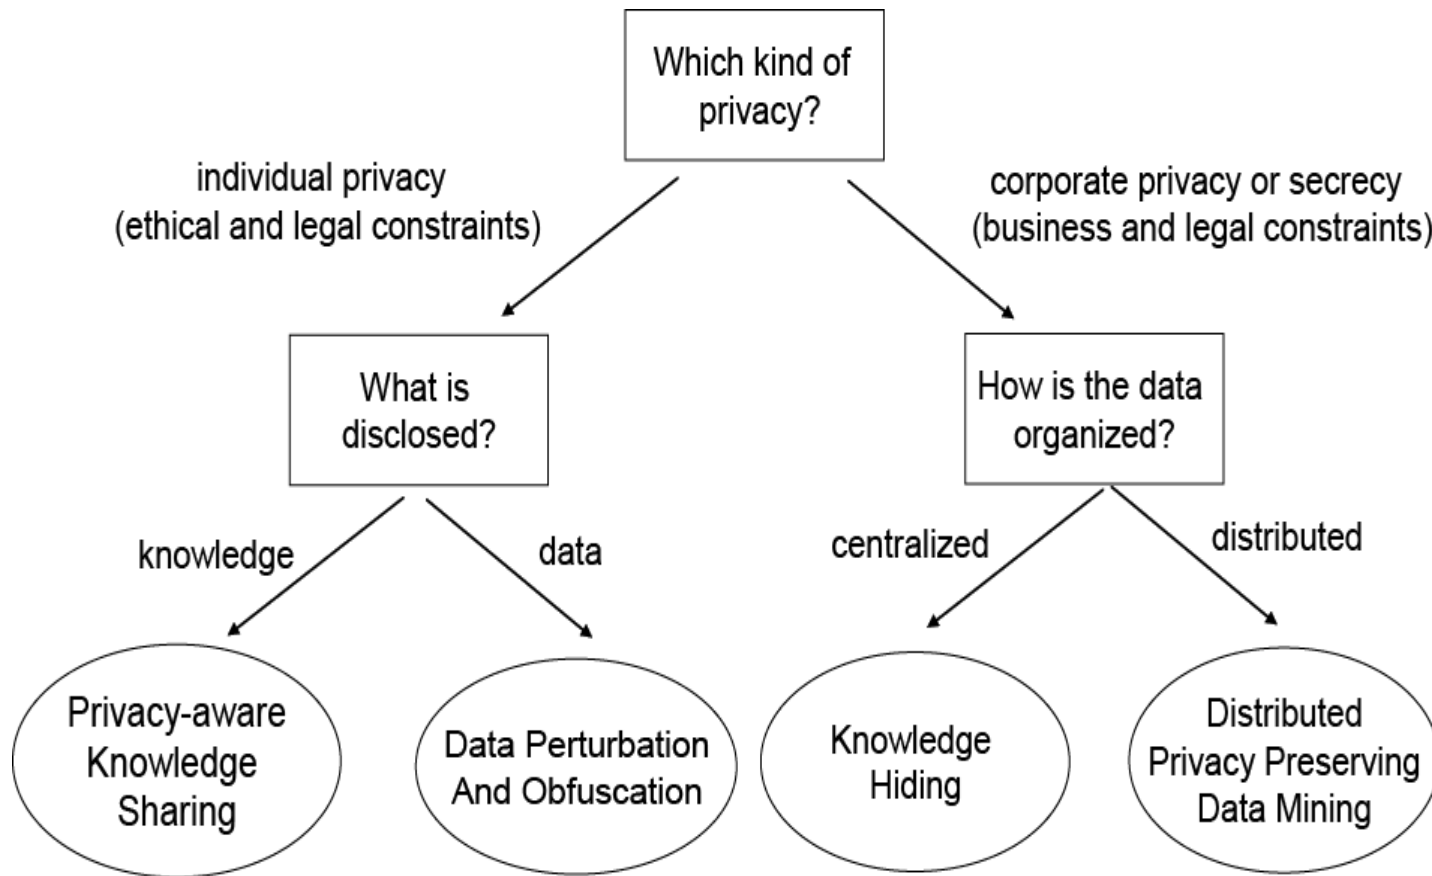 Which kind of
privacy?
individual privacy
(ethical and legal constraints)
corporate privacy or secrecy
(business and legal constraints)
What is
disclosed?
How is the data
organized?
knowledge
data
centralized
distributed
Privacy-aware
Knowledge
Sharing
Data Perturbation
And Obfuscation
Knowledge
Hiding
Distributed
Privacy Preserving
Data Mining